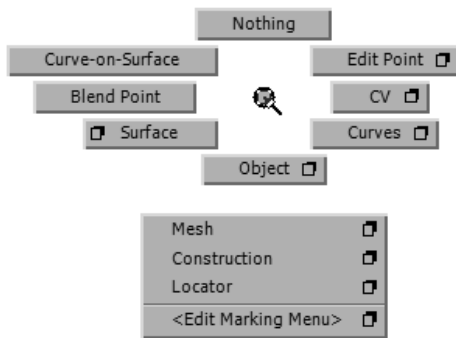 Nothing
Curve-on-Surface
Edit Point
Blend Point
CV
Surface
Curves
Object
Mesh
Construction
Locator
<Edit Marking Menu>